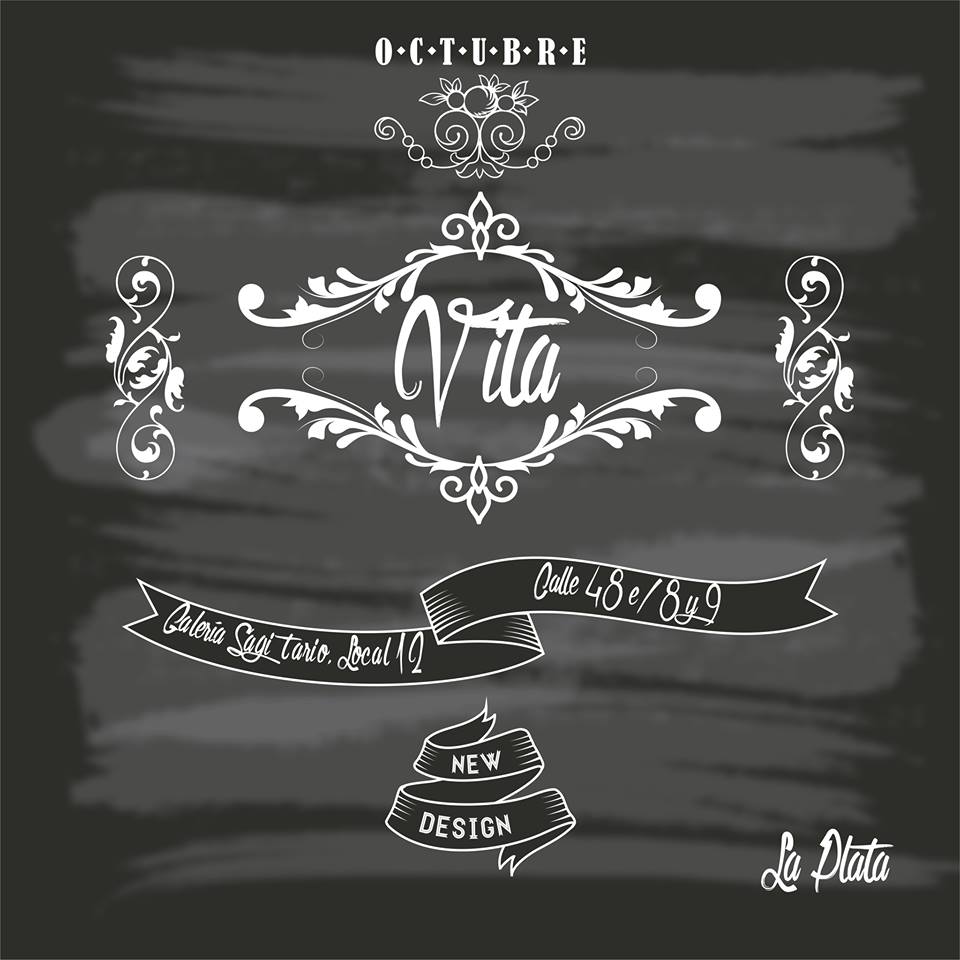 O·C·T·U·B·R·E
Vita
Calle 48 e/ 8 y 9
Galería Sagitario. Local 12
NEW
DESIGN
La Plata